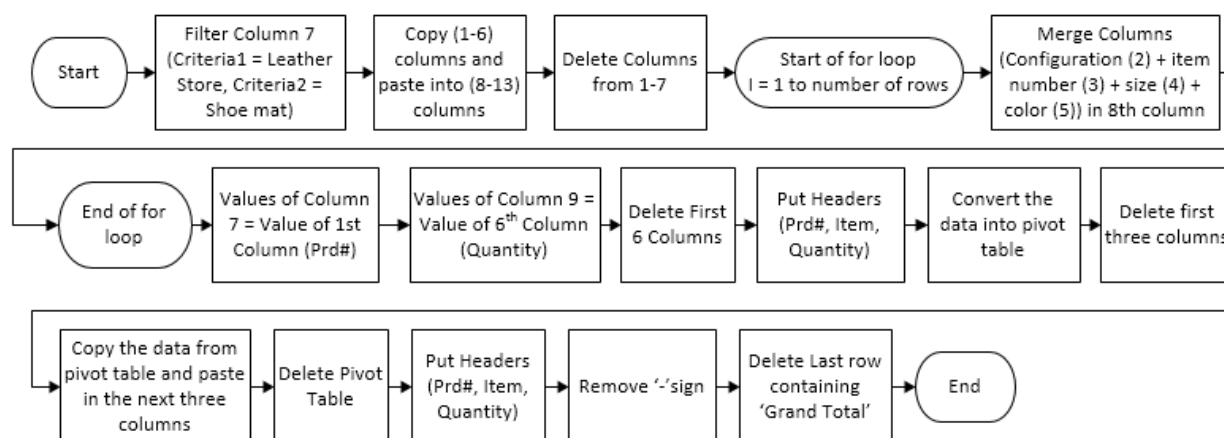 Start
Filter Column 7
(Criteria1 = Leather
Store, Criteria2 =
Shoe mat)
Copy (1-6)
columns and
paste into (8-13)
columns
Delete Columns
from 1-7
Start of for loop
I = 1 to number of rows
Merge Columns
(Configuration (2) + item
number (3) + size (4) +
color (5)) in 8th column
End of for
loop
Values of Column
7 = Value of 1st
Column (Prd#)
Values of Column 9 =
Value of 6th Column
(Quantity)
Delete First
6 Columns
Put Headers
(Prd#, Item,
Quantity)
Convert the
data into pivot
table
Delete first
three columns
Copy the data from
pivot table and paste
in the next three
columns
Delete Pivot
Table
Put Headers
(Prd#, Item,
Quantity)
Remove ‘-’sign
Delete Last row
containing
‘Grand Total’
End